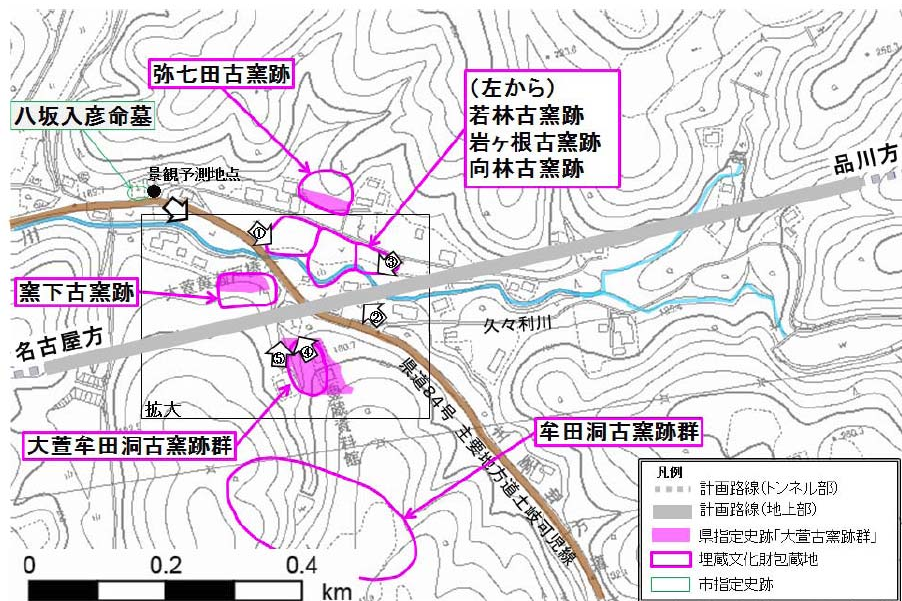 弥七田古窯跡
(左から)
若林古窯跡
岩ヶ根古窯跡
向林古窯跡
八坂入彦命墓
景観予測地点
品川方
①
③
窯下古窯跡
②
久々利川
名古屋方
⑤
④
県道84号 主要地方道土岐可児線
拡大
大萱牟田洞古窯跡群
牟田洞古窯跡群
凡例
計画路線(トンネル部)
計画路線(地上部)
県指定史跡「大萱古窯跡群」
埋蔵文化財包蔵地
市指定史跡
0 0.2 0.4
km